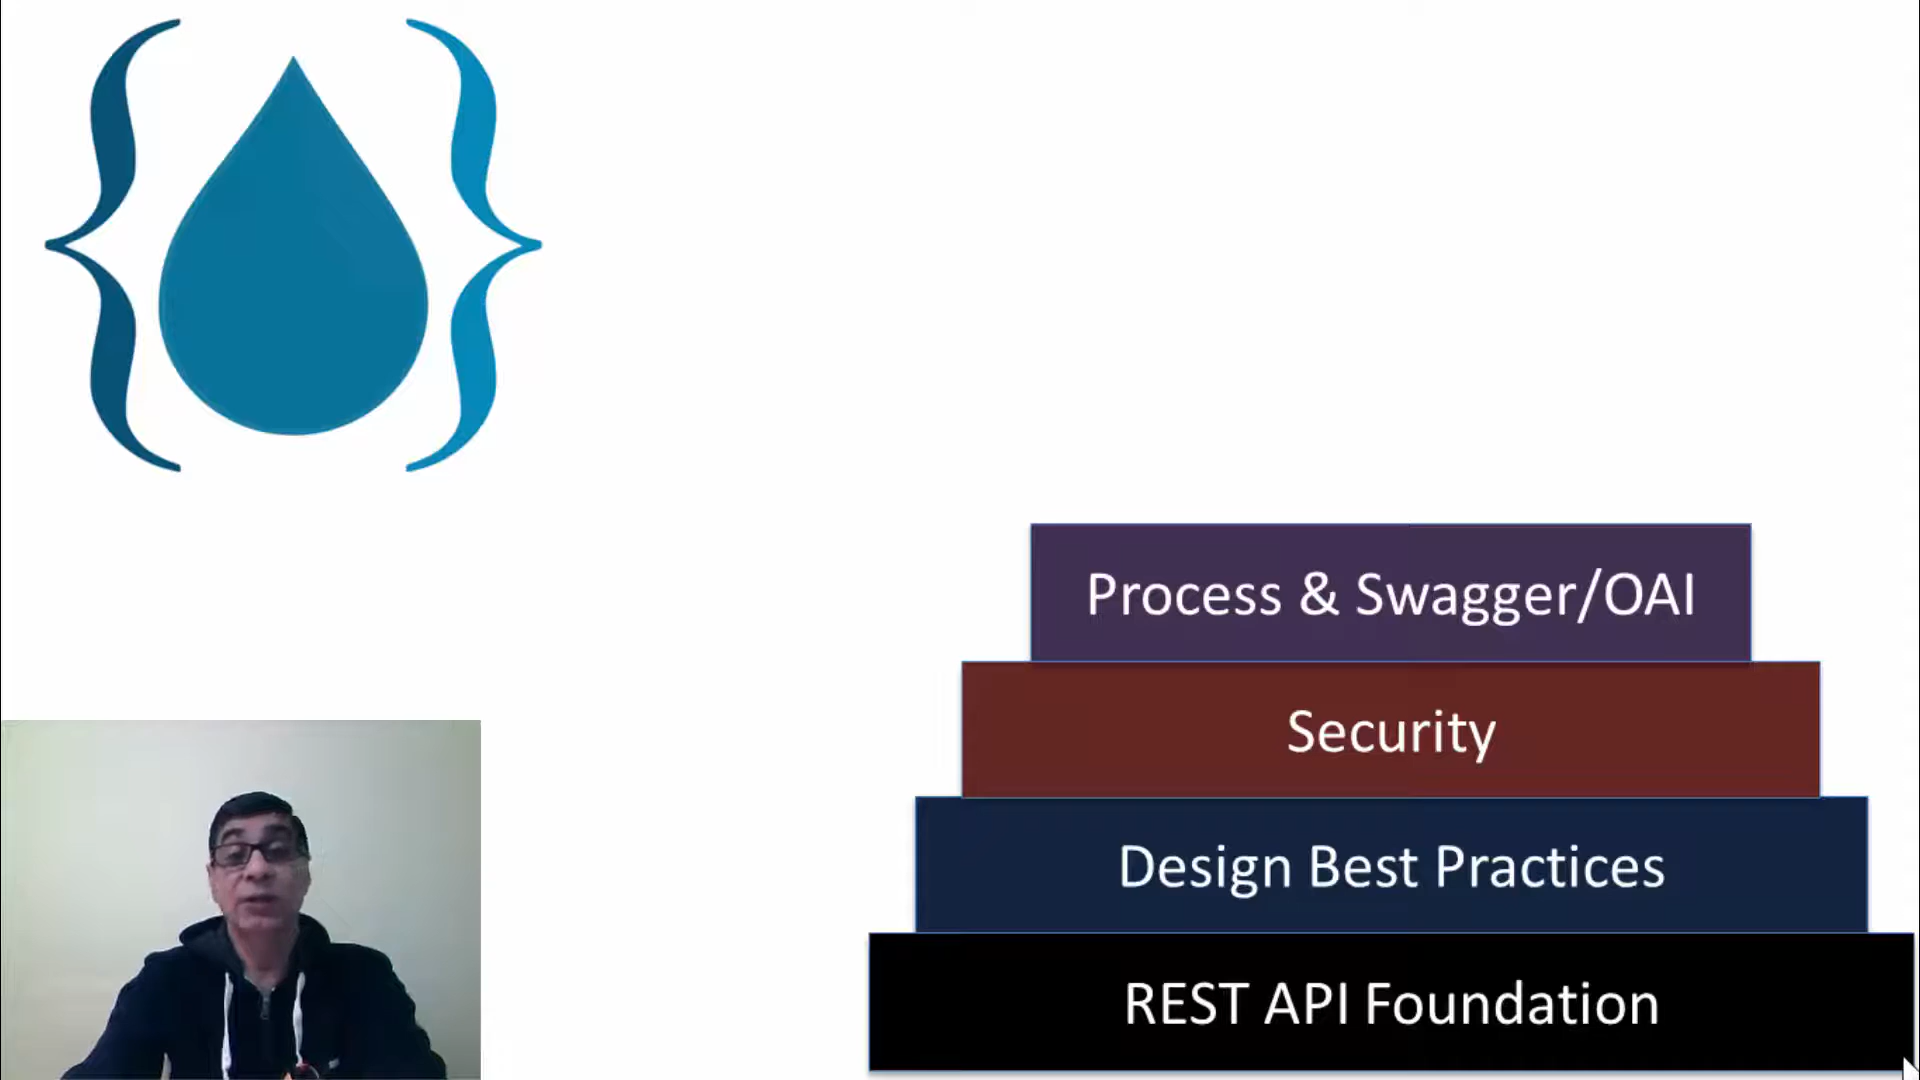 Process & Swagger/OAI
Security
Design Best Practices
REST API Foundation